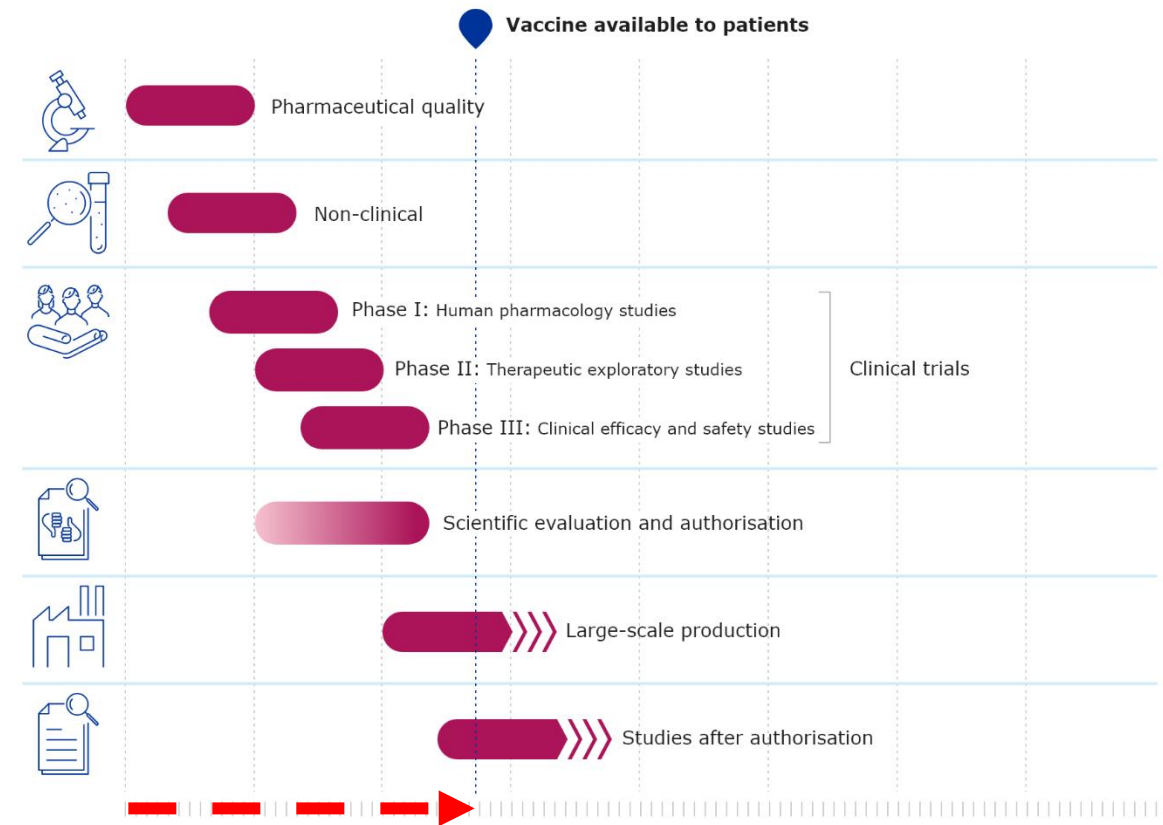 Vaccine available to patients
Pharmaceutical quality
Non-clinical
Phase I: Human pharmacology studies
Phase II: Therapeutic exploratory studies
Clinical trials
Phase III: Clinical efficacy and safety studies
Scientific evaluation and authorisation
Large-scale production
Studies after authorisation